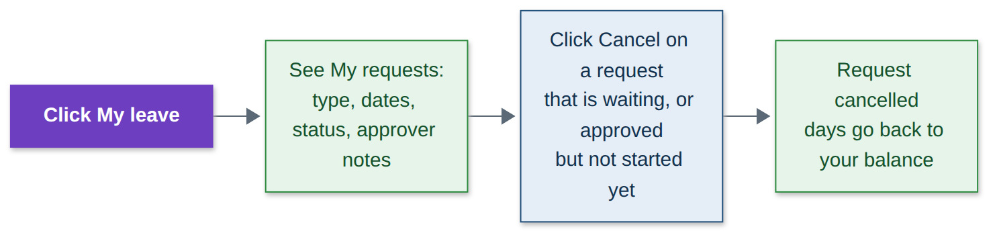 Click My leave
See My requests:
type, dates,
status, approver
notes
Click Cancel on
a request
that is waiting, or
approved
but not started
yet
Request
cancelled
days go back to
your balance